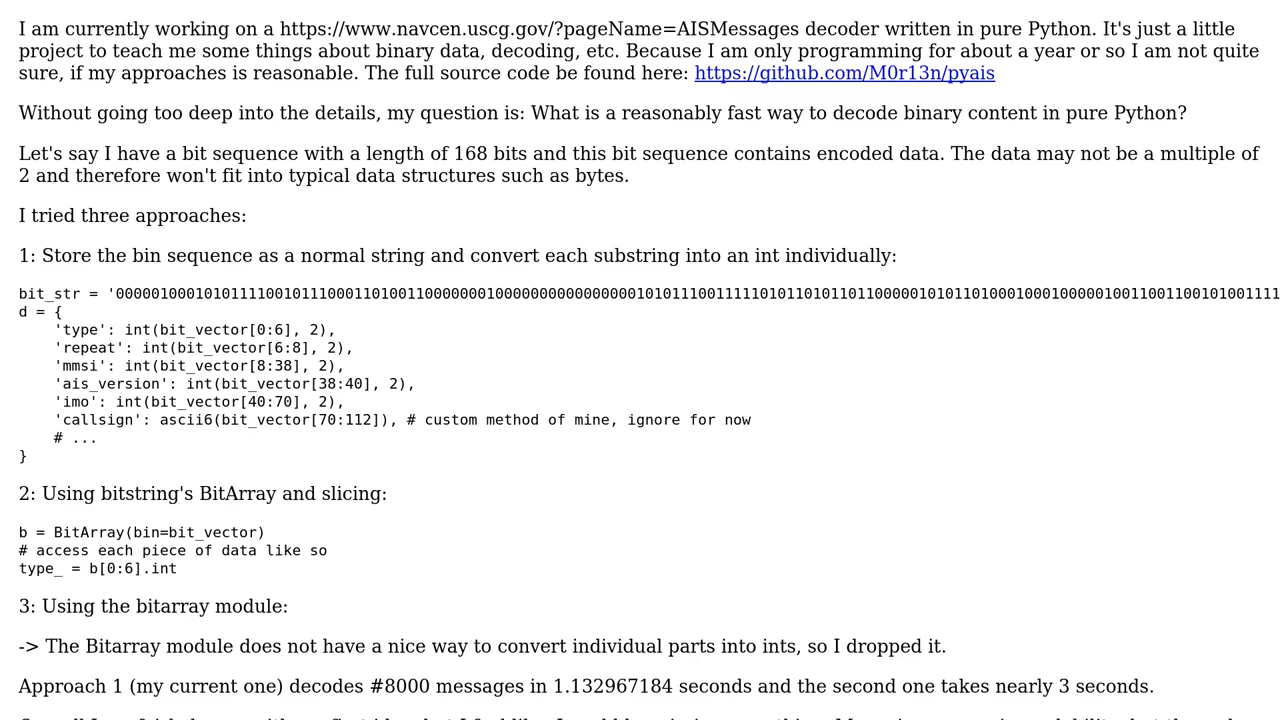 I am currently working on a https://www.navcen.uscg.gov/?pageName=AISMessages decoder written in pure Python. It's just a little
project to teach me some things about binary data, decoding, etc. Because I am only programming for about a year or so I am not quite
sure, if my approaches is reasonable. The full source code be found here: https://github.com/M0r13n/pyais
Without going too deep into the details, my question is: What is a reasonably fast way to decode binary content in pure Python?
Let's say I have a bit sequence with a length of 168 bits and this bit sequence contains encoded data. The data may not be a multiple of
2 and therefore won't fit into typical data structures such as bytes.
I tried three approaches:
1: Store the bin sequence as a normal string and convert each substring into an int individually:
bit_str = '
d = {
    'type': int(bit_vector[0:6], 2),
    'repeat': int(bit_vector[6:8], 2),
    'mmsi': int(bit_vector[8:38], 2),
    'ais_version': int(bit_vector[38:40], 2),
    'imo': int(bit_vector[40:70], 2),
    'callsign': ascii6(bit_vector[70:112]), # custom method of mine, ignore for now
    # ...
}
2: Using bitstring's BitArray and slicing:
b = BitArray(bin=bit_vector)
# access each piece of data like so
type_ = b[0:6].int
3: Using the bitarray module:
-> The Bitarray module does not have a nice way to convert individual parts into ints, so I dropped it.
Approach 1 (my current one) decodes #8000 messages in 1.132967184 seconds and the second one takes nearly 3 seconds.